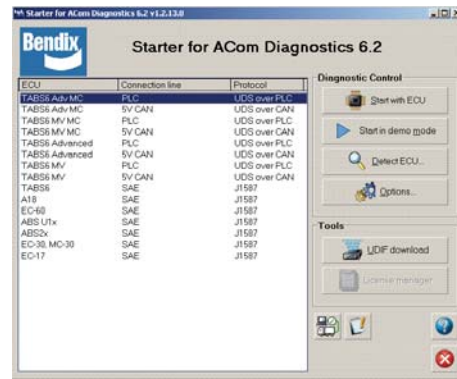 Starter for ACom Diagnostics 6.2 v1.2.13.0
Bendix
Starter for ACom Diagnostics 6.2
ECU Connection line Protocol
TABS6 Adv MC PLC UDS over PLC
TABS6 Adv MC 5V CAN UDS over CAN
TABS6 MV MC PLC UDS over PLC
TABS6 MV MC 5V CAN UDS over CAN
TABS6 Advanced PLC UDS over PLC
TABS6 Advanced 5V CAN UDS over CAN
TABS6 MV PLC UDS over PLC
TABS6 MV 5V CAN UDS over CAN
TABS6 SAE J1587
A18 SAE J1587
EC-60 SAE J1587
ABS U1x SAE J1587
ABS2x SAE J1587
EC-30, MC-30 SAE J1587
EC-17 SAE J1587
Diagnostic Control
Start with ECU
Start in demo mode
Detect ECU...
Options...
Tools
UDIF download
License manager